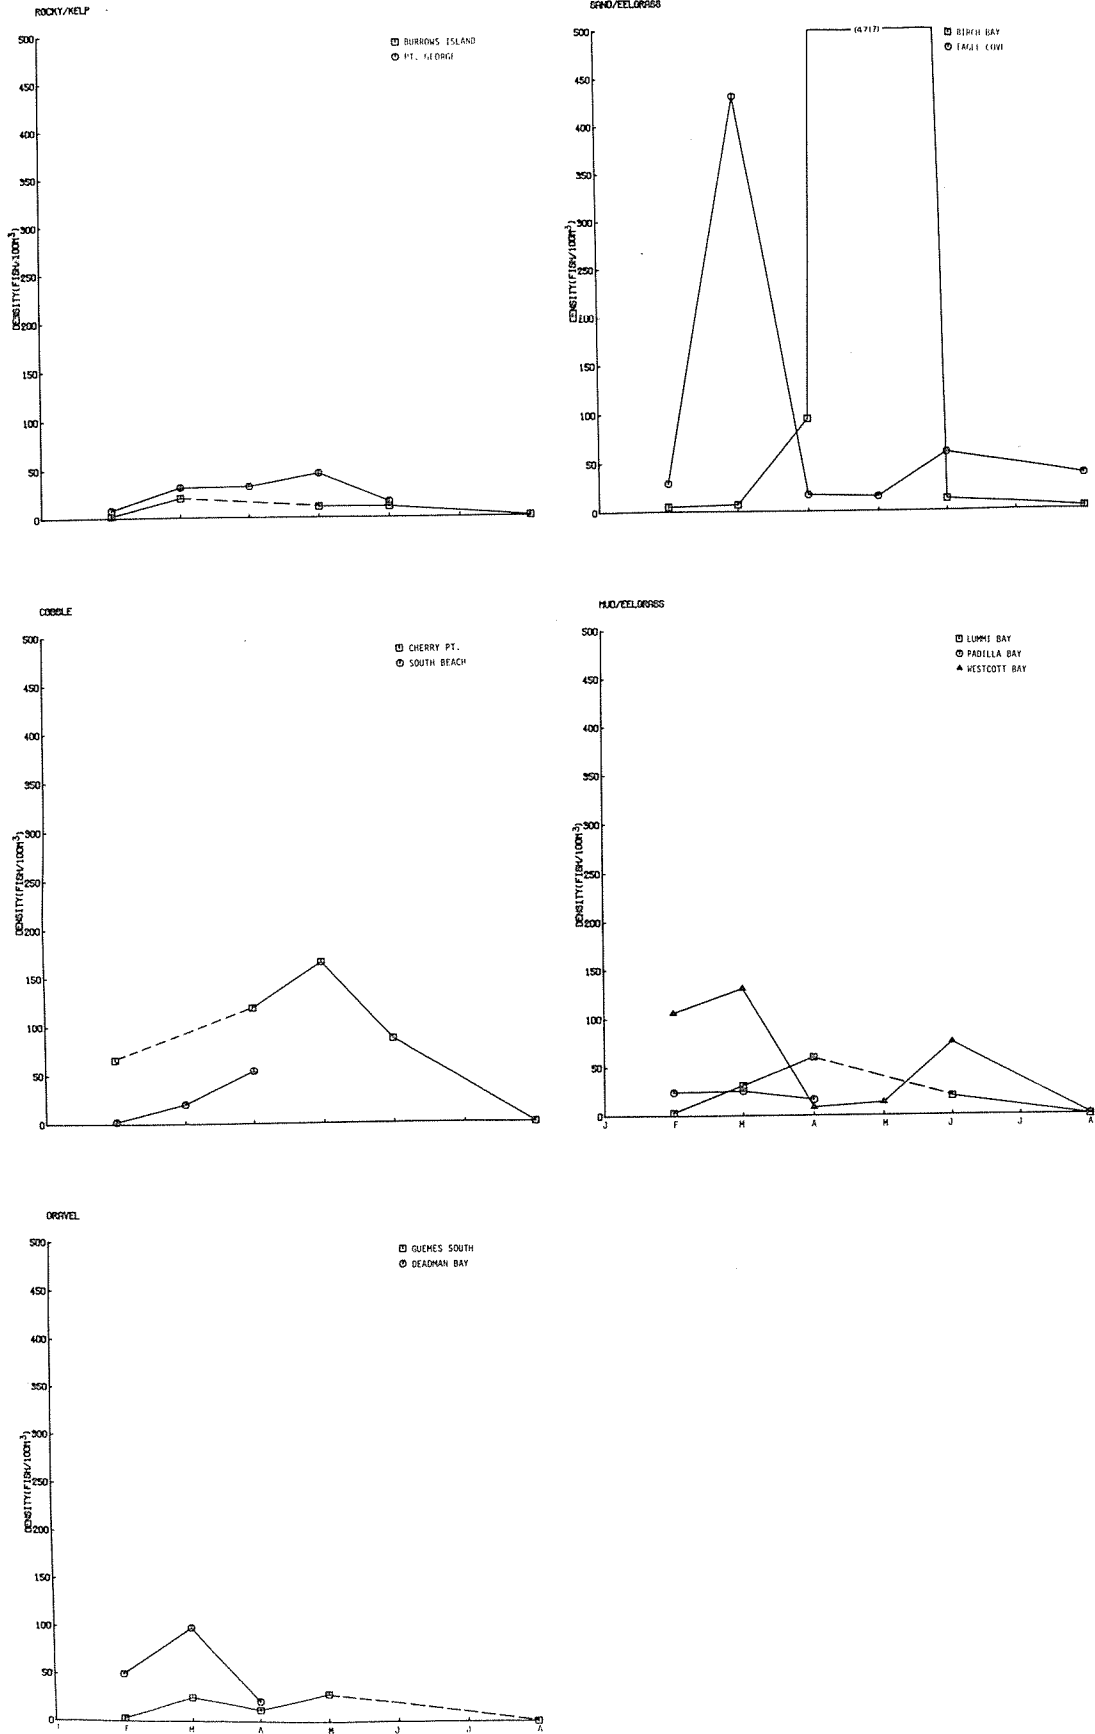 ROCKY/KELP
BURROWS ISLAND
PT. GEORGE
500
450
400
350
300
250
200
150
100
50
0
DENSITY(FISH/100M³)
SAND/EELGRASS
BIRCH BAY
EAGLE COVE
(4717)
500
450
400
350
300
250
200
150
100
50
0
DENSITY(FISH/100M³)
COBBLE
CHERRY PT.
SOUTH BEACH
500
450
400
350
300
250
200
150
100
50
0
DENSITY(FISH/100M³)
MUD/EELGRASS
LUMMI BAY
PADILLA BAY
WESTCOTT BAY
500
450
400
350
300
250
200
150
100
50
0
DENSITY(FISH/100M³)
J F M A M J J A
GRAVEL
GUEMES SOUTH
DEADMAN BAY
500
450
400
350
300
250
200
150
100
50
0
DENSITY(FISH/100M³)
J F M A M J J A